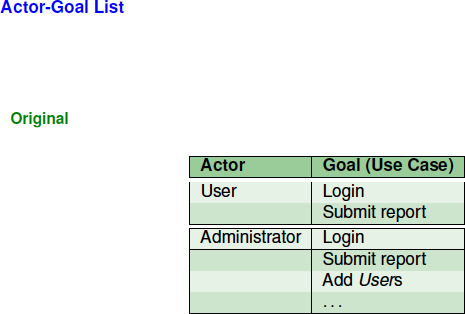 Actor-Goal List
Original
Actor Goal (Use Case)
User Login
Submit report
Administrator Login
Submit report
Add Users
...